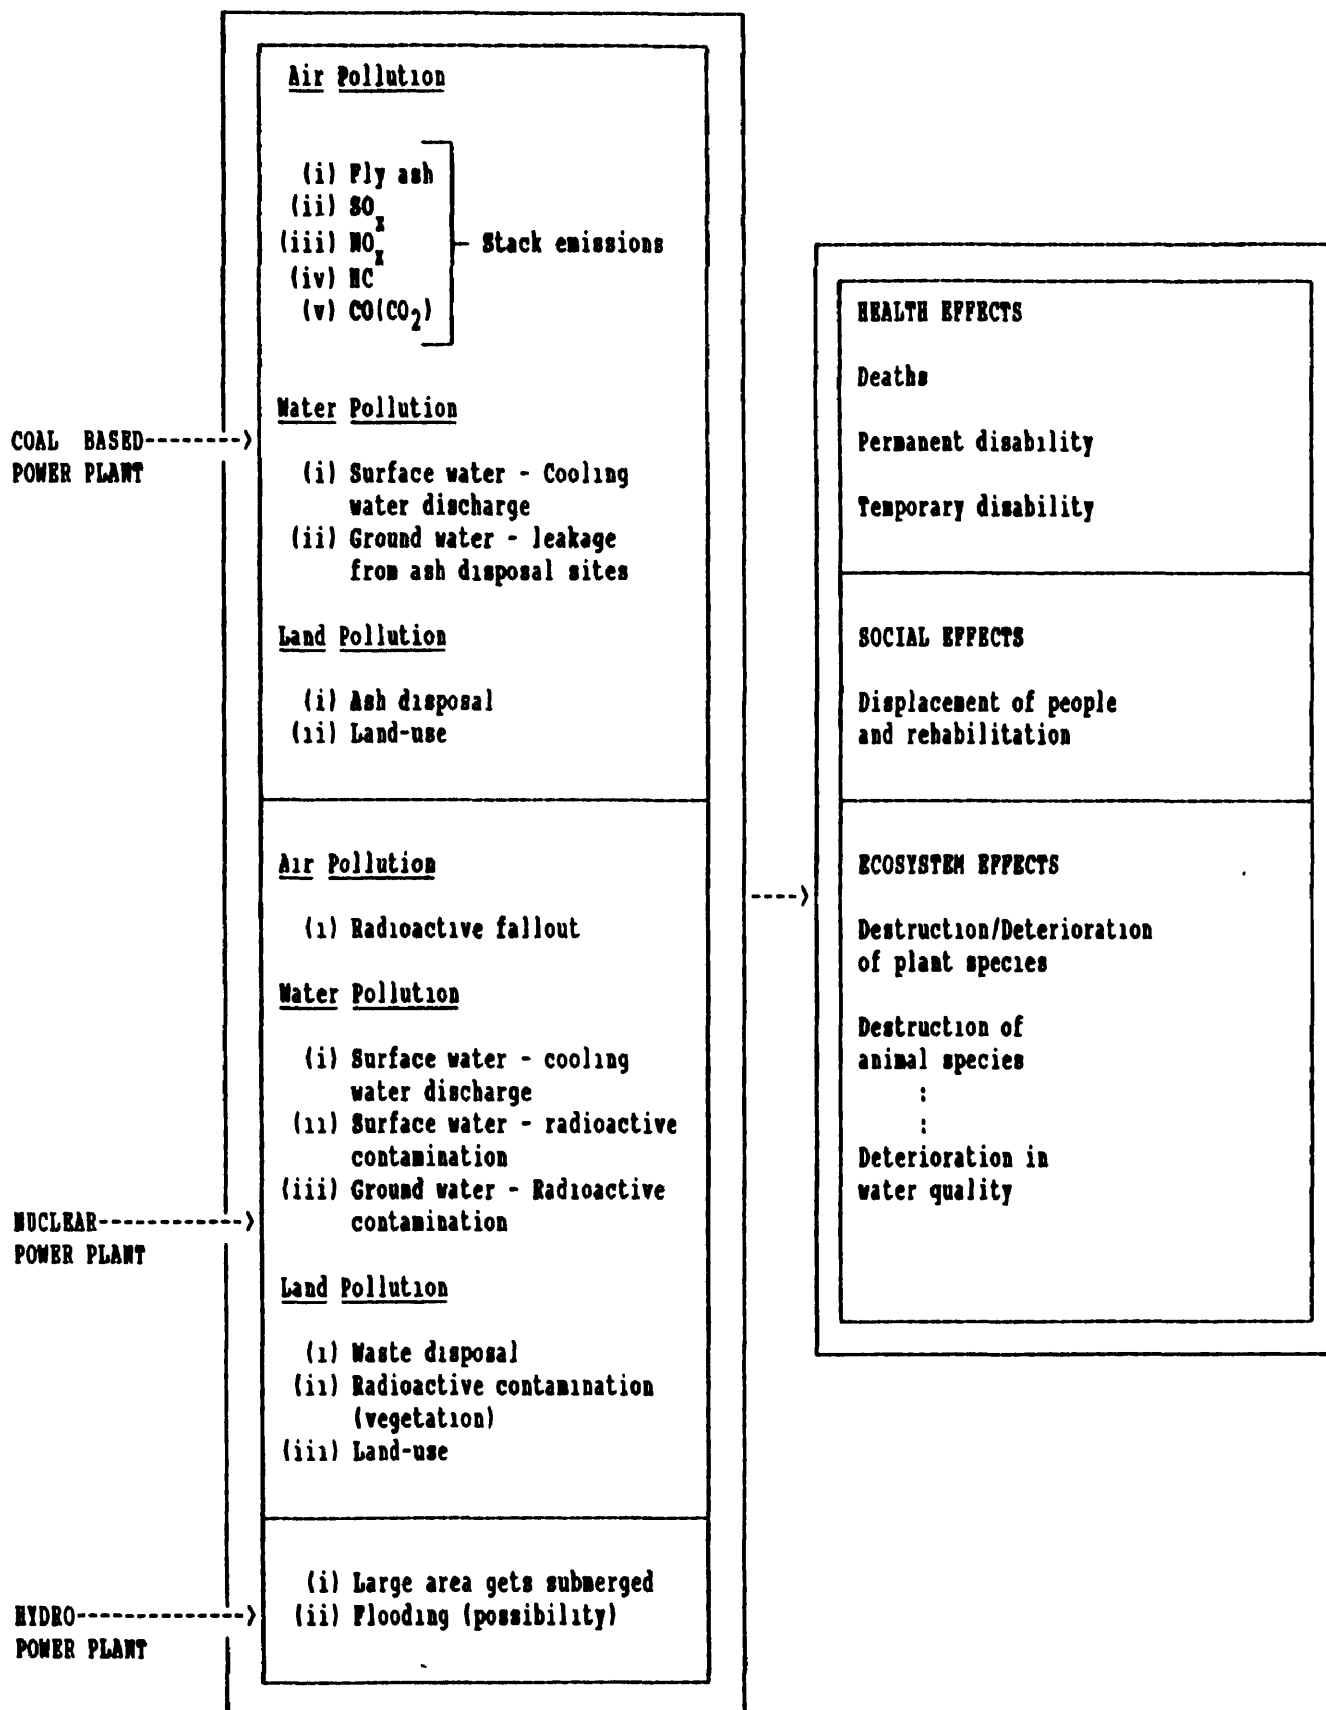 Air Pollution
(i) Fly ash
(ii) SOx
(iii) NOx
(iv) HC
(v) CO(CO2)
Stack emissions
Water Pollution
COAL BASED------->
POWER PLANT
(i) Surface water - Cooling
water discharge
(ii) Ground water - leakage
from ash disposal sites
Land Pollution
(i) Ash disposal
(ii) Land-use
Air Pollution
(i) Radioactive fallout
Water Pollution
(i) Surface water - cooling
water discharge
(ii) Surface water - radioactive
contamination
(iii) Ground water - Radioactive
contamination
NUCLEAR----------->
POWER PLANT
Land Pollution
(i) Waste disposal
(ii) Radioactive contamination
(vegetation)
(iii) Land-use
(i) Large area gets submerged
(ii) Flooding (possibility)
HYDRO------------->
POWER PLANT
---->
HEALTH EFFECTS
Deaths
Permanent disability
Temporary disability
SOCIAL EFFECTS
Displacement of people
and rehabilitation
ECOSYSTEM EFFECTS
Destruction/Deterioration
of plant species
Destruction of
animal species
:
:
Deterioration in
water quality